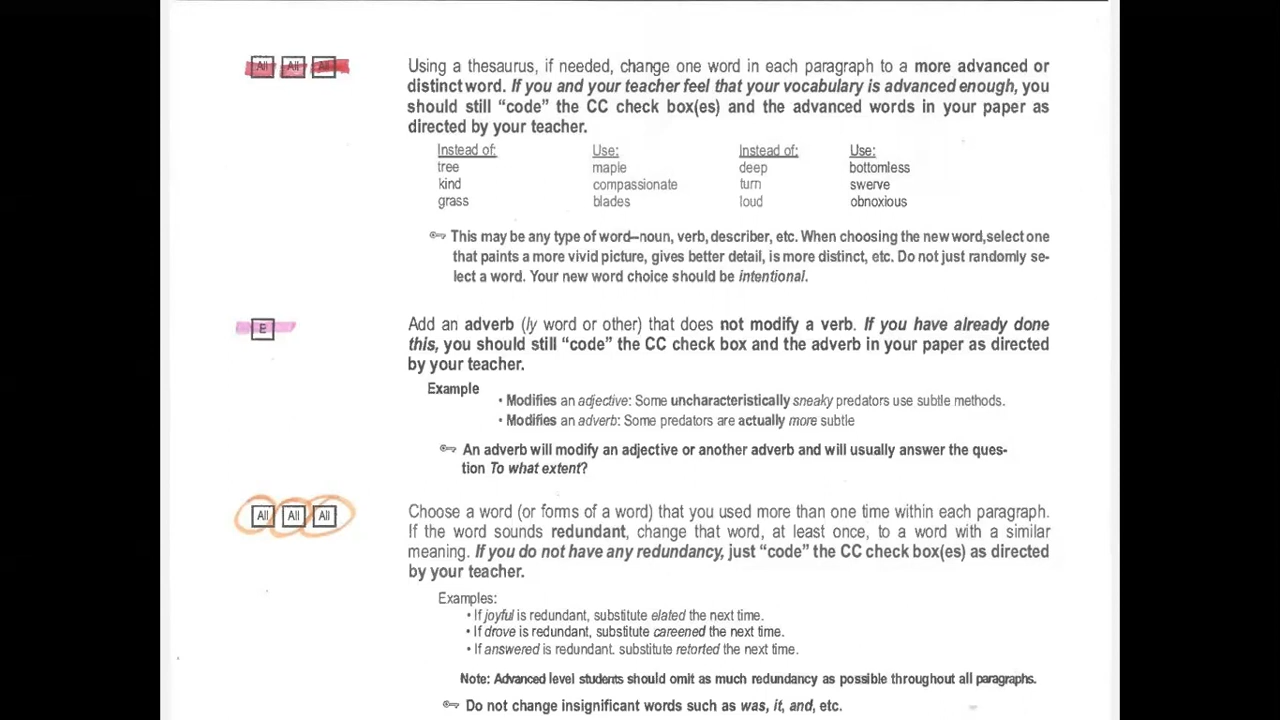 All All All
Using a thesaurus, if needed, change one word in each paragraph to a more advanced or
distinct word. If you and your teacher feel that your vocabulary is advanced enough, you
should still “code” the CC check box(es) and the advanced words in your paper as
directed by your teacher.
Instead of: Use: Instead of: Use:
tree maple deep bottomless
kind compassionate turn swerve
grass blades loud obnoxious
This may be any type of word–noun, verb, describer, etc. When choosing the new word, select one
that paints a more vivid picture, gives better detail, is more distinct, etc. Do not just randomly se-
lect a word. Your new word choice should be intentional.
E
Add an adverb (ly word or other) that does not modify a verb. If you have already done
this, you should still “code” the CC check box and the adverb in your paper as directed
by your teacher.
Example
• Modifies an adjective: Some uncharacteristically sneaky predators use subtle methods.
• Modifies an adverb: Some predators are actually more subtle
An adverb will modify an adjective or another adverb and will usually answer the ques-
tion To what extent?
All All All
Choose a word (or forms of a word) that you used more than one time within each paragraph.
If the word sounds redundant, change that word, at least once, to a word with a similar
meaning. If you do not have any redundancy, just “code” the CC check box(es) as directed
by your teacher.
Examples:
• If joyful is redundant, substitute elated the next time.
• If drove is redundant, substitute careened the next time.
• If answered is redundant. substitute retorted the next time.
Note: Advanced level students should omit as much redundancy as possible throughout all paragraphs.
Do not change insignificant words such as was, it, and, etc.